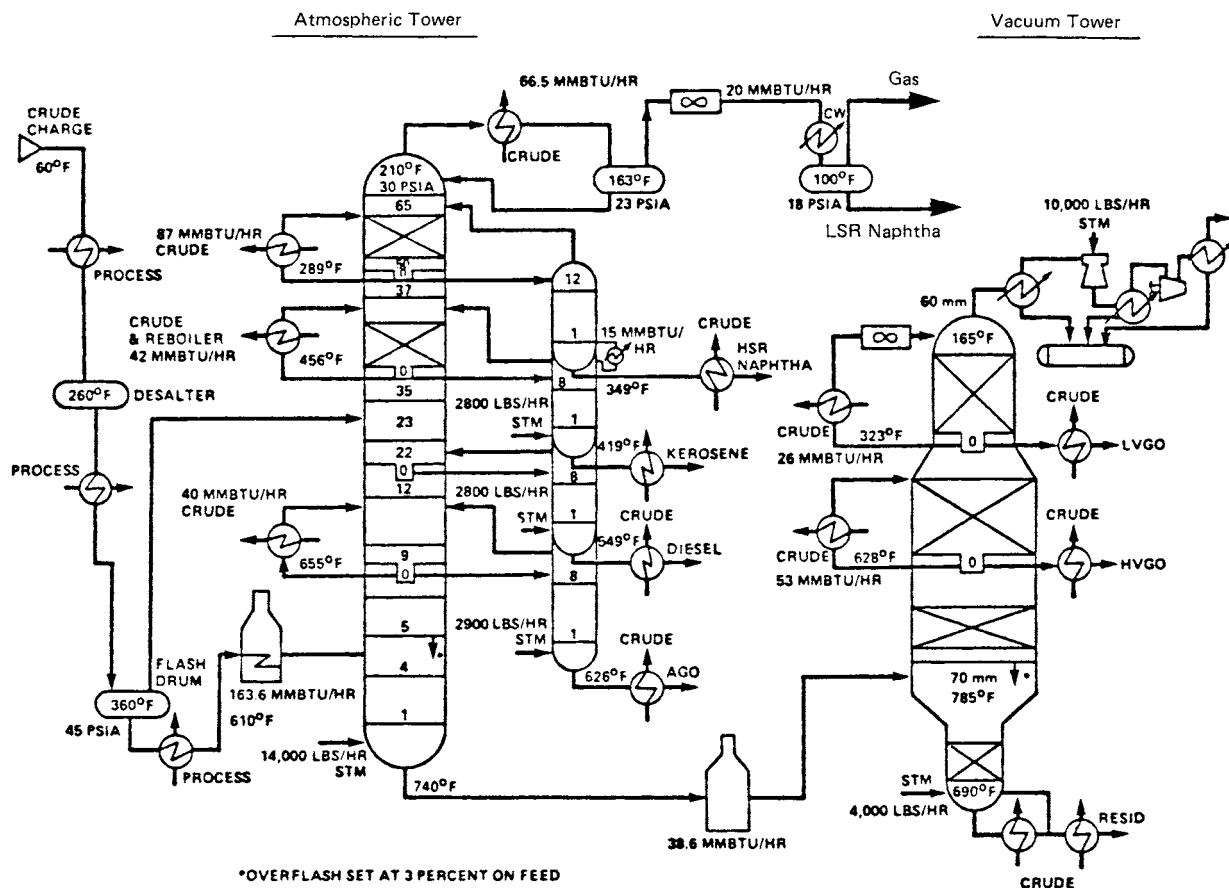 Atmospheric Tower
Vacuum Tower
CRUDE
CHARGE
60°F
PROCESS
260°F
DESALTER
PROCESS
FLASH
DRUM
360°F
45 PSIA
PROCESS
163.6 MMBTU/HR
610°F
66.5 MMBTU/HR
CRUDE
210°F
30 PSIA
163°F
23 PSIA
20 MMBTU/HR
CW
Gas
100°F
18 PSIA
LSR Naphtha
87 MMBTU/HR
CRUDE
289°F
CRUDE
& REBOILER
42 MMBTU/HR
456°F
40 MMBTU/HR
CRUDE
655°F
65
37
0
35
23
22
0
12
9
0
5
4
*
1
14,000 LBS/HR
STM
740°F
12
1
15 MMBTU/
HR
349°F
CRUDE
HSR
NAPHTHA
8
2800 LBS/HR
STM
1
419°F
CRUDE
KEROSENE
8
2800 LBS/HR
STM
1
549°F
CRUDE
DIESEL
8
2900 LBS/HR
STM
1
626°F
CRUDE
AGO
38.6 MMBTU/HR
10,000 LBS/HR
STM
60 mm
165°F
CRUDE
323°F
26 MMBTU/HR
0
CRUDE
LVGO
CRUDE
628°F
53 MMBTU/HR
0
CRUDE
HVGO
70 mm
785°F
*
STM
4,000 LBS/HR
690°F
RESID
CRUDE
*OVERFLASH SET AT 3 PERCENT ON FEED